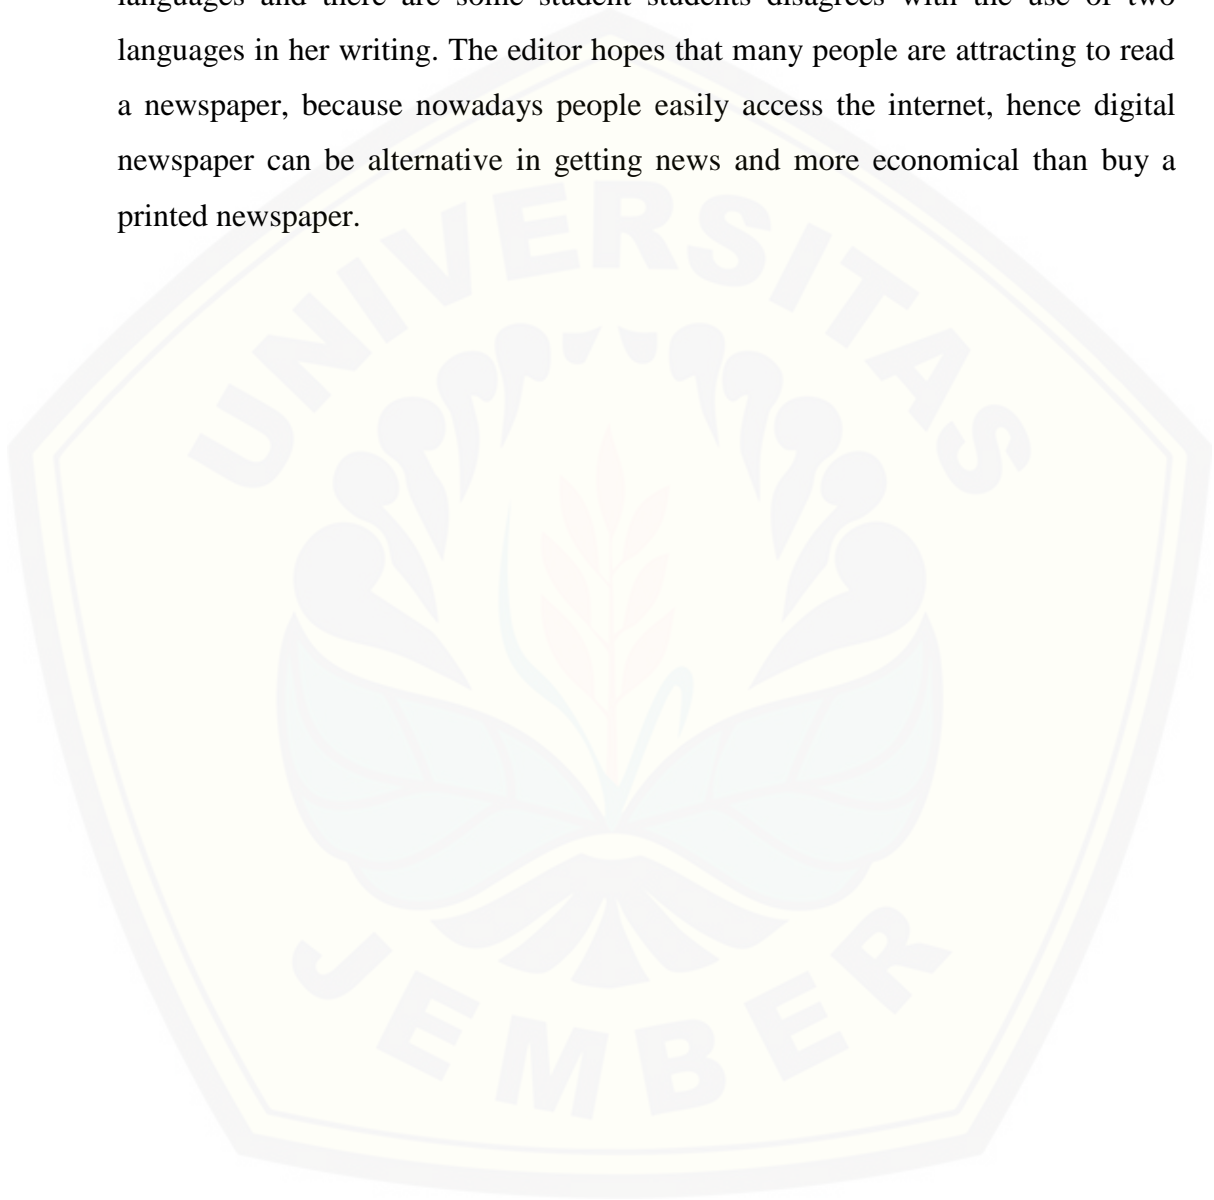 languages and there are some student students disagrees with the use of two
languages in her writing. The editor hopes that many people are attracting to read
a newspaper, because nowadays people easily access the internet, hence digital
newspaper can be alternative in getting news and more economical than buy a
printed newspaper.
UNIVERSITAS
JEMBER